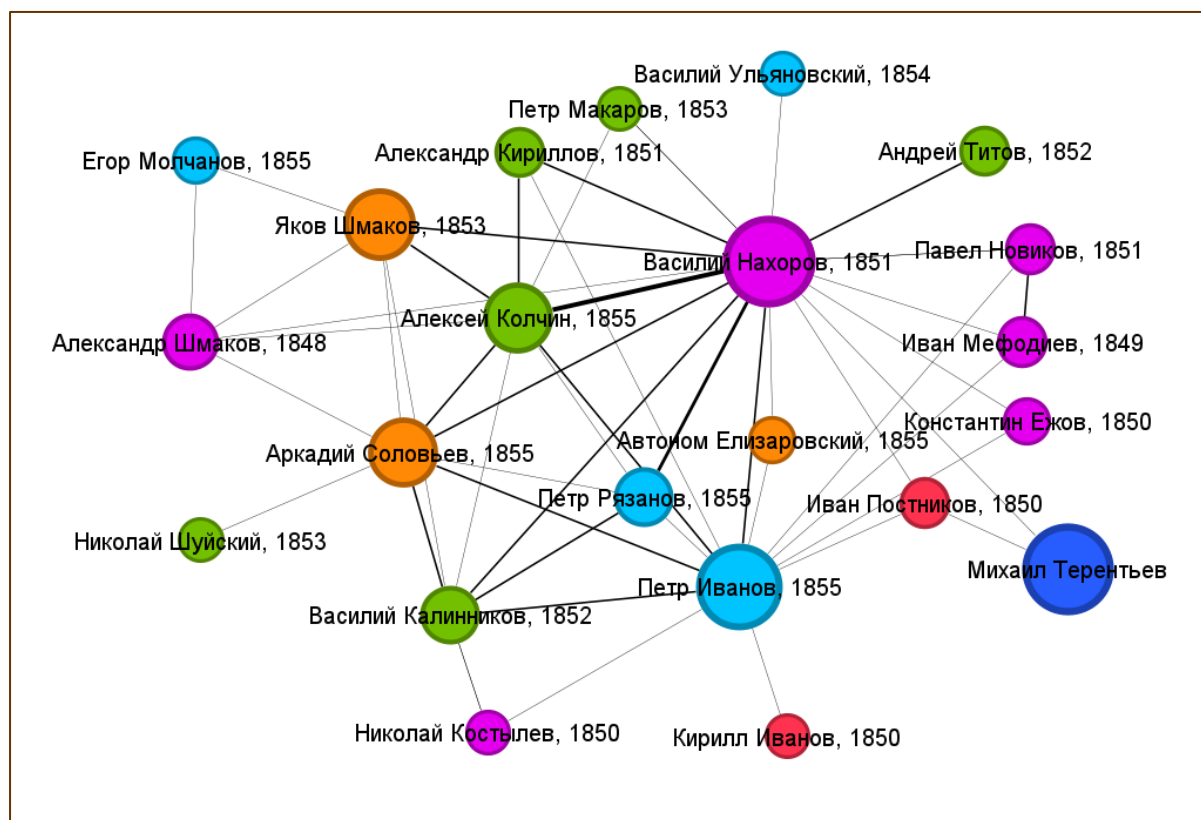 Василий Ульяновский, 1854
Петр Макаров, 1853
Александр Кириллов, 1851
Андрей Титов, 1852
Егор Молчанов, 1855
Яков Шмаков, 1853
Павел Новиков, 1851
Василий Нахоров, 1851
Алексей Колчин, 1855
Александр Шмаков, 1848
Иван Мефодиев, 1849
Константин Ежов, 1850
Автоном Елизаровский, 1855
Аркадий Соловьев, 1855
Петр Рязанов, 1855
Иван Постников, 1850
Николай Шуйский, 1853
Михаил Терентьев
Петр Иванов, 1855
Василий Калинников, 1852
Николай Костылев, 1850
Кирилл Иванов, 1850